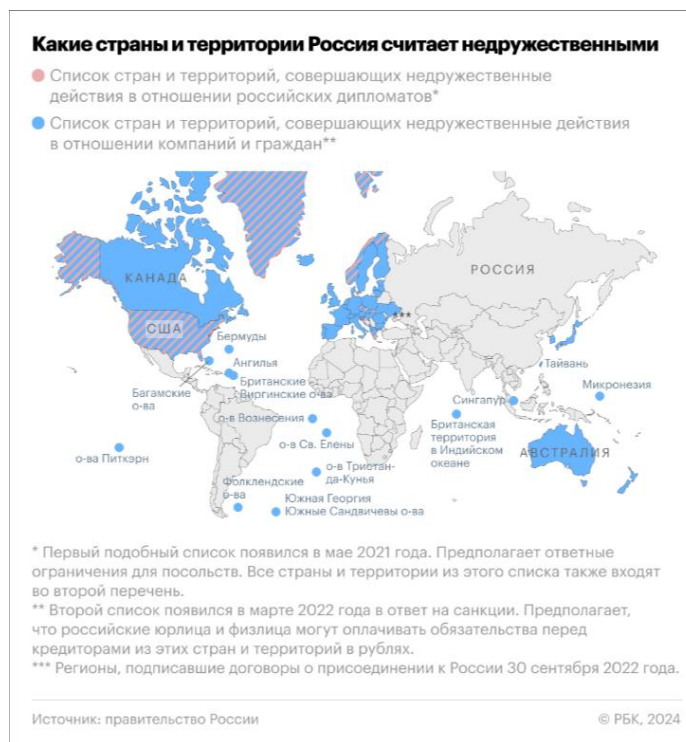 Какие страны и территории Россия считает недружественными
Список стран и территорий, совершающих недружественные
действия в отношении российских дипломатов*
Список стран и территорий, совершающих недружественные действия
в отношении компаний и граждан**
КАНАДА
РОССИЯ
США
***
Бермуды
Ангилья
Тайвань
Багамские
о-ва
Британские
Виргинские о-ва
Сингапур
Микронезия
о-в Вознесения
Британская
территория
в Индийском
океане
о-в Св. Елены
АВСТРАЛИЯ
о-ва Питкэрн
о-в Тристан-
да-Кунья
Фолклендские
о-ва
Южная Георгия
Южные Сандвичевы о-ва
* Первый подобный список появился в мае 2021 года. Предполагает ответные
ограничения для посольств. Все страны и территории из этого списка также входят
во второй перечень.
** Второй список появился в марте 2022 года в ответ на санкции. Предполагает,
что российские юрлица и физлица могут оплачивать обязательства перед
кредиторами из этих стран и территорий в рублях.
*** Регионы, подписавшие договоры о присоединении к России 30 сентября 2022 года.
Источник: правительство России
© РБК, 2024